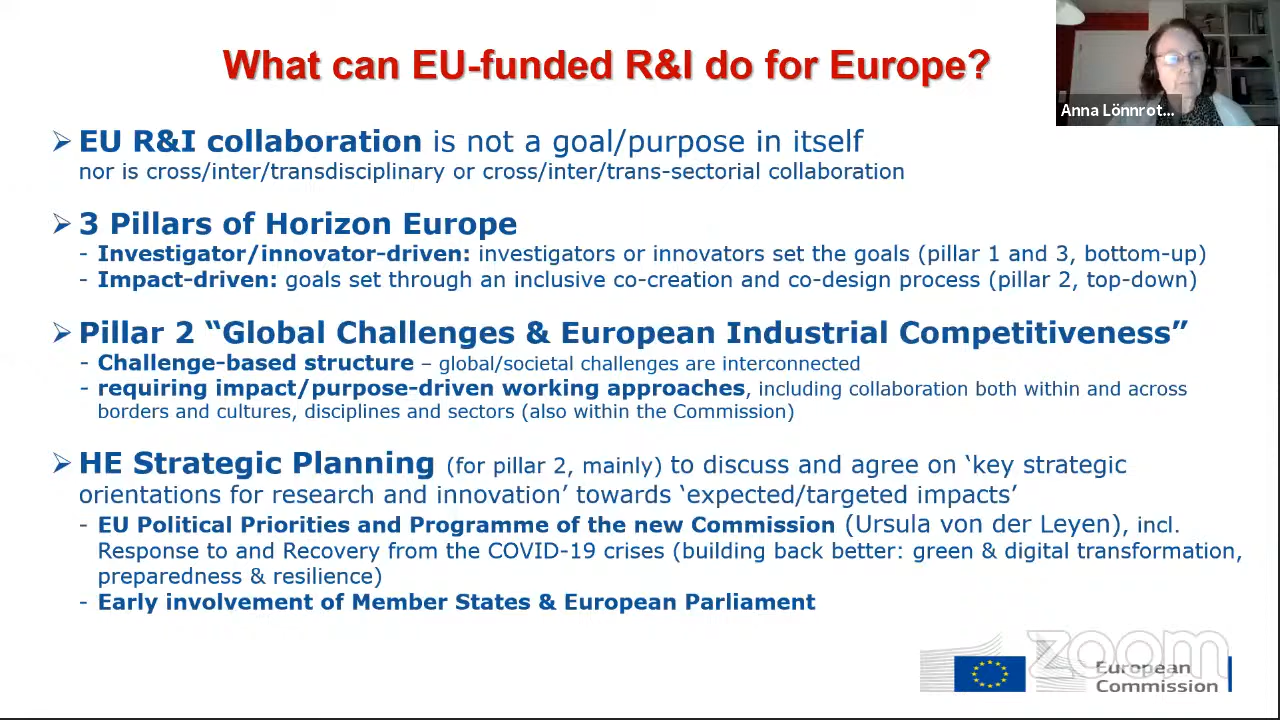 What can EU-funded R&I do for Europe?
Anna Lönnrot...
➢ EU R&I collaboration is not a goal/purpose in itself
nor is cross/inter/transdisciplinary or cross/inter/trans-sectorial collaboration
➢ 3 Pillars of Horizon Europe
- Investigator/innovator-driven: investigators or innovators set the goals (pillar 1 and 3, bottom-up)
- Impact-driven: goals set through an inclusive co-creation and co-design process (pillar 2, top-down)
➢ Pillar 2 “Global Challenges & European Industrial Competitiveness”
- Challenge-based structure – global/societal challenges are interconnected
- requiring impact/purpose-driven working approaches, including collaboration both within and across
borders and cultures, disciplines and sectors (also within the Commission)
➢ HE Strategic Planning (for pillar 2, mainly) to discuss and agree on ‘key strategic
orientations for research and innovation’ towards ‘expected/targeted impacts’
- EU Political Priorities and Programme of the new Commission (Ursula von der Leyen), incl.
Response to and Recovery from the COVID-19 crises (building back better: green & digital transformation,
preparedness & resilience)
- Early involvement of Member States & European Parliament
zoom
European
Commission